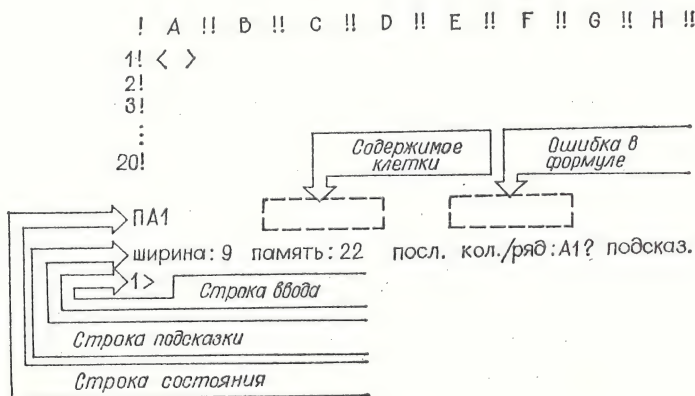 ! A !! B !! C !! D !! E !! F !! G !! H !!
1! < >
2!
3!
⋮
20!
Содержимое клетки
Ошибка в формуле
ПА1
ширина: 9 память: 22 посл. кол./ряд: А1? подсказ.
1>
Строка ввода
Строка подсказки
Строка состояния